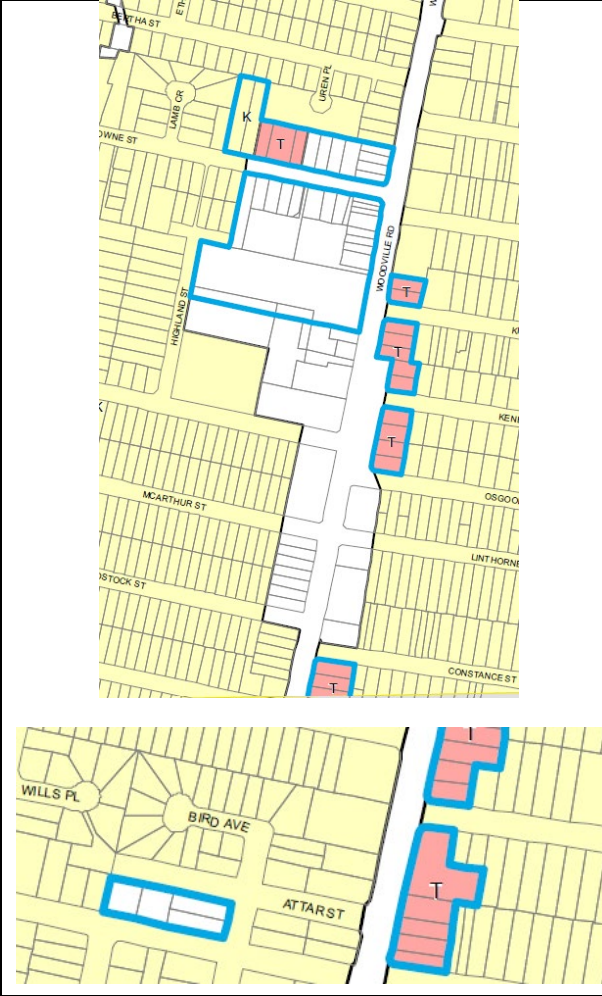 BERTHA ST
LAMB CR
UREN PL
K
T
OWNE ST
WOODVILLE RD
T
HIGHLAND ST
T
K
KENN
T
MCARTHUR ST
OSGOO
LINTHORNE
OSTOCK ST
CONSTANCE ST
T
WILLS PL
BIRD AVE
T
ATTAR ST